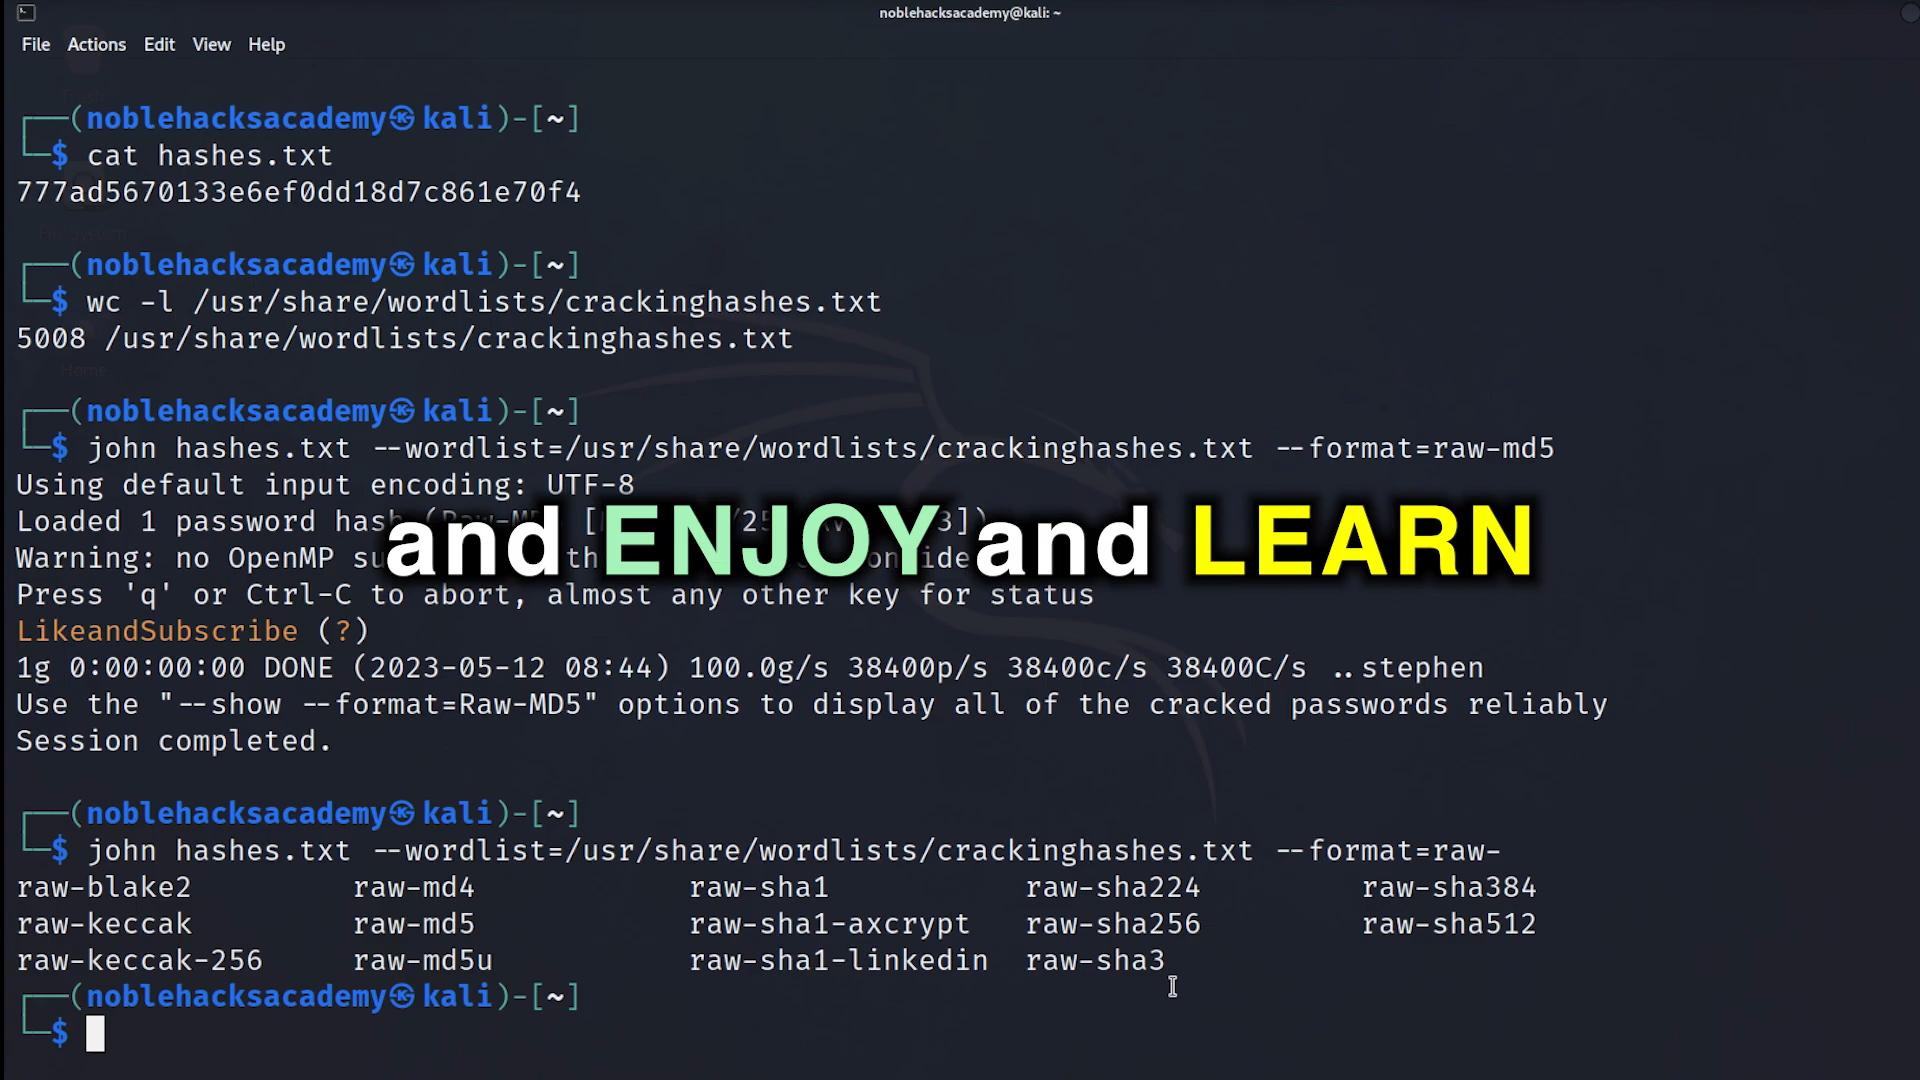 noblehacksacademy@kali: ~
File Actions Edit View Help
┌──(noblehacksacademy㉿kali)-[~]
└─$ cat hashes.txt
777ad5670133e6ef0dd18d7c861e70f4
┌──(noblehacksacademy㉿kali)-[~]
└─$ wc -l /usr/share/wordlists/crackinghashes.txt
5008 /usr/share/wordlists/crackinghashes.txt
┌──(noblehacksacademy㉿kali)-[~]
└─$ john hashes.txt --wordlist=/usr/share/wordlists/crackinghashes.txt --format=raw-md5
Using default input encoding: UTF-8
Loaded 1 password hash
and ENJOY and LEARN
Warning: no OpenMP
Press 'q' or Ctrl-C to abort, almost any other key for status
LikeandSubscribe (?)
1g 0:00:00:00 DONE (2023-05-12 08:44) 100.0g/s 38400p/s 38400c/s 38400C/s ..stephen
Use the "--show --format=Raw-MD5" options to display all of the cracked passwords reliably
Session completed.
┌──(noblehacksacademy㉿kali)-[~]
└─$ john hashes.txt --wordlist=/usr/share/wordlists/crackinghashes.txt --format=raw-
raw-blake2 raw-md4 raw-sha1 raw-sha224 raw-sha384
raw-keccak raw-md5 raw-sha1-axcrypt raw-sha256 raw-sha512
raw-keccak-256 raw-md5u raw-sha1-linkedin raw-sha3
┌──(noblehacksacademy㉿kali)-[~]
└─$